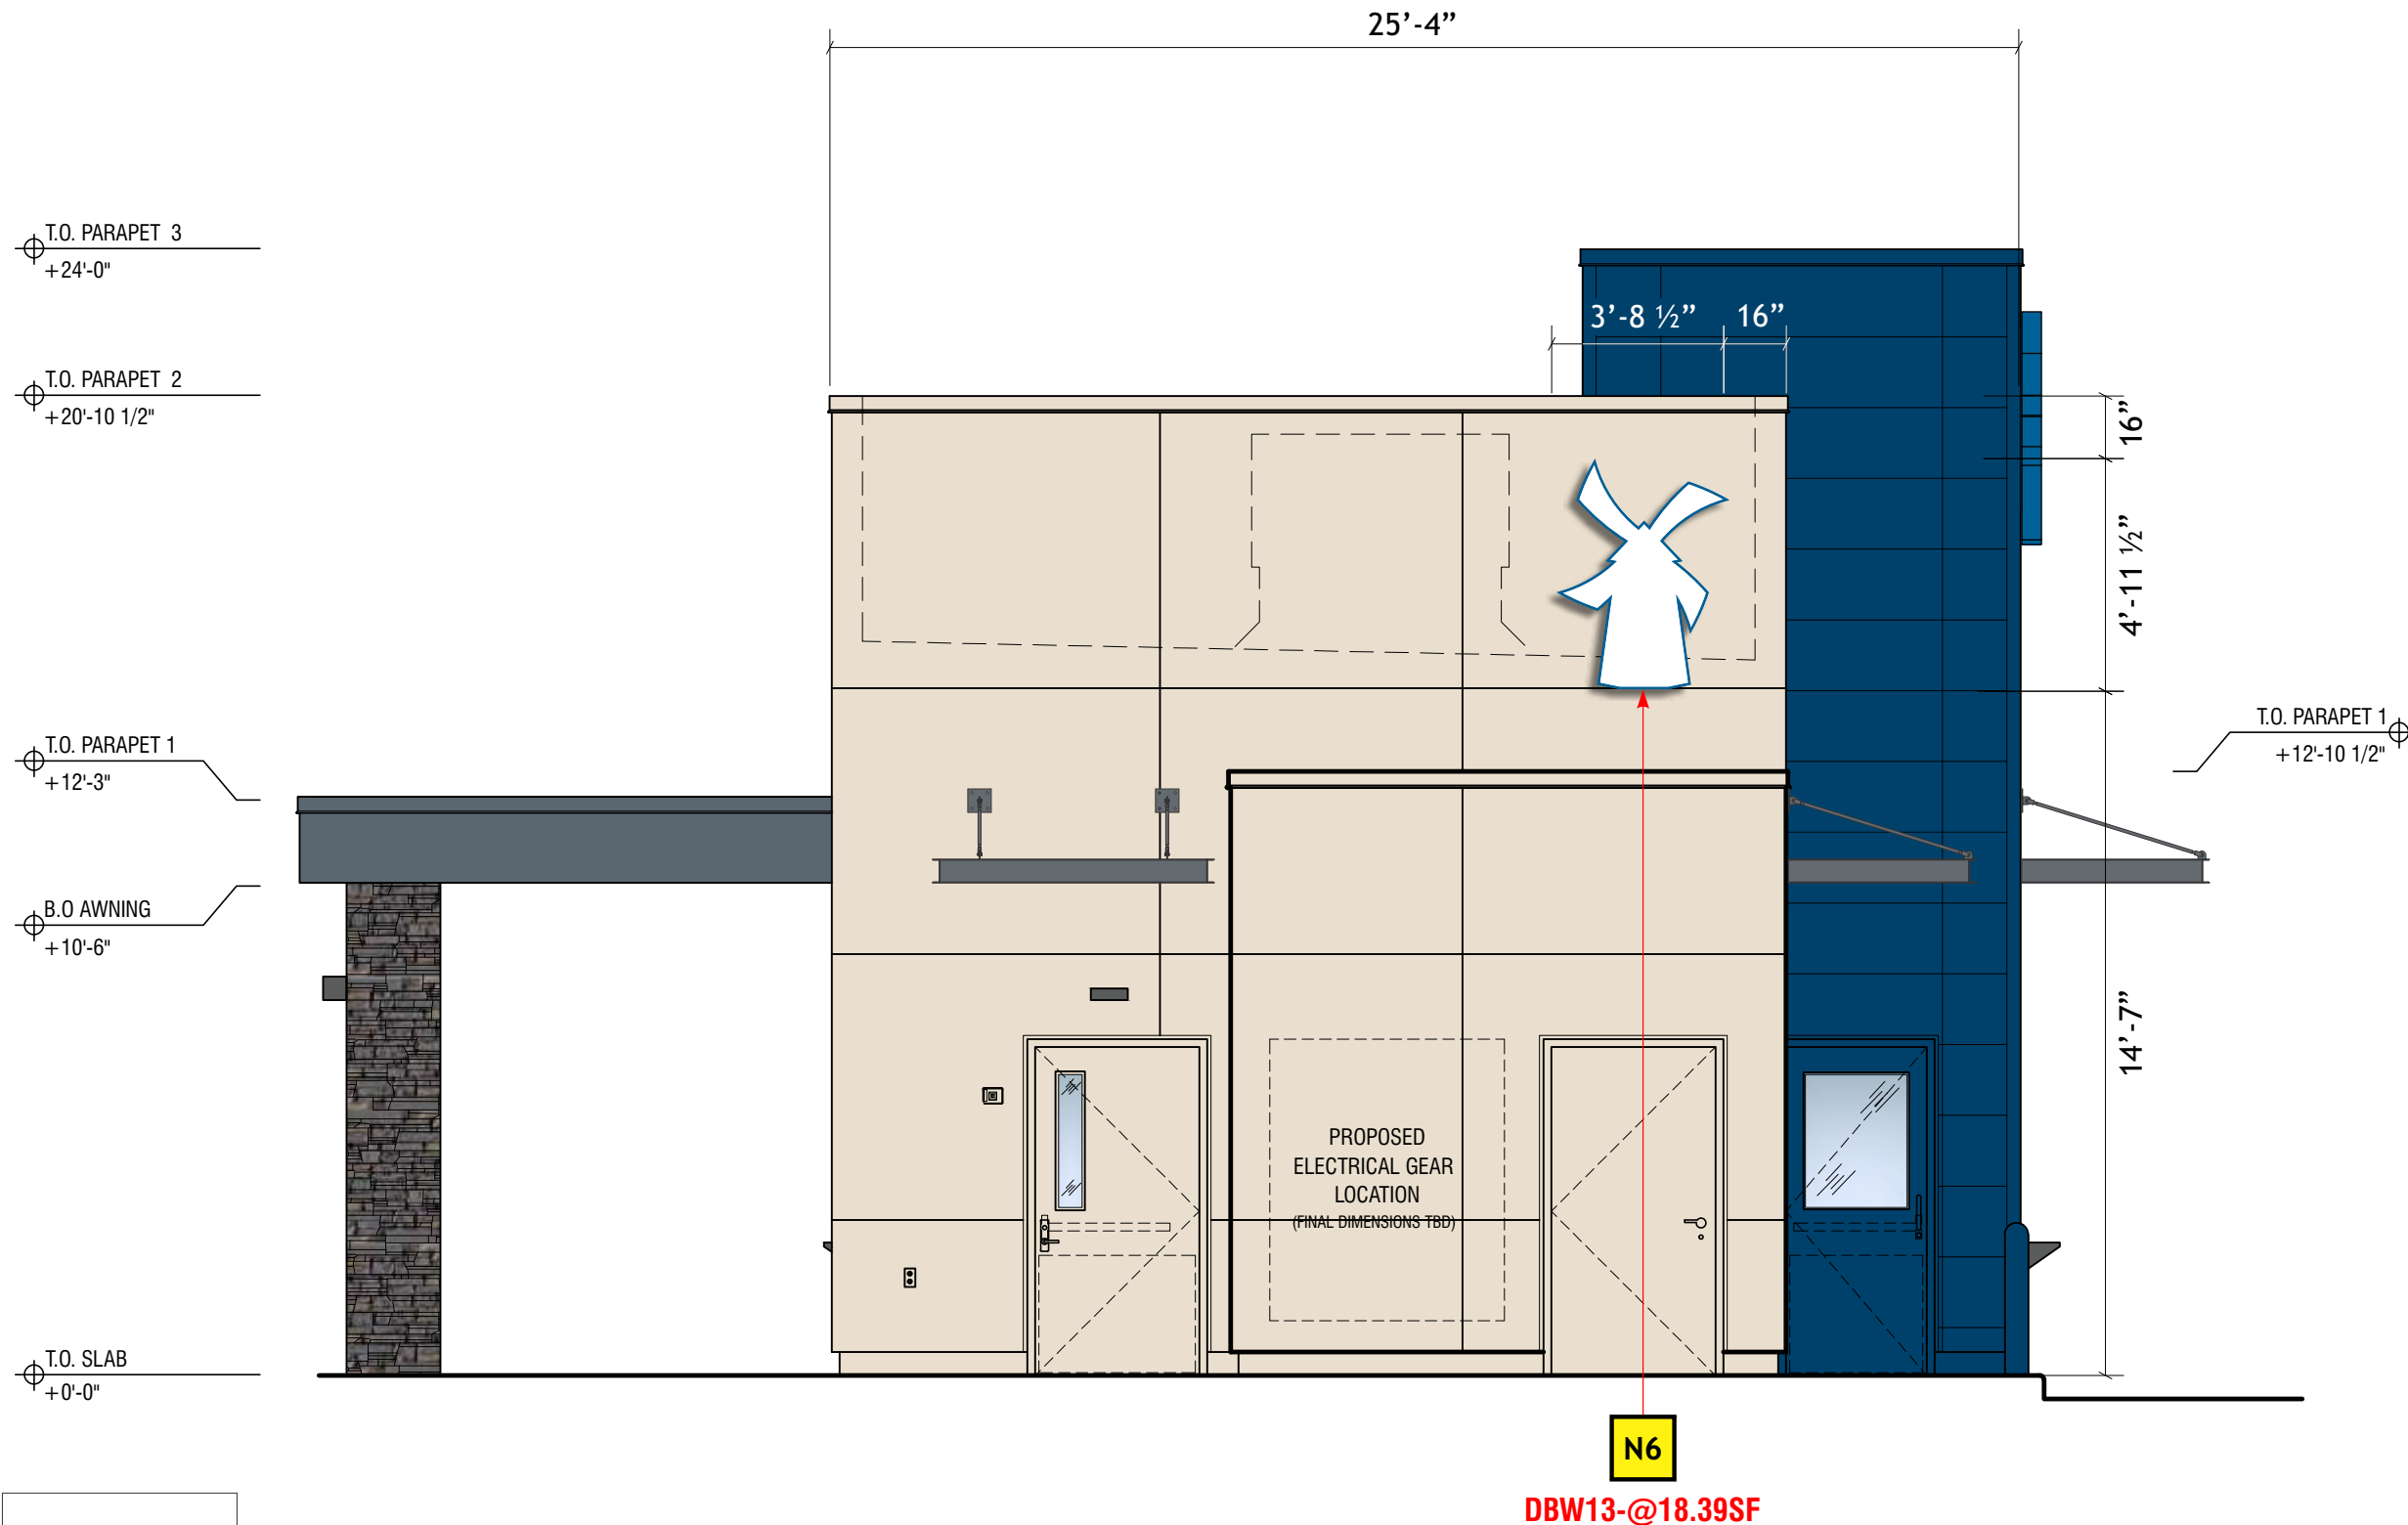 25’-4”
T.O. PARAPET 3
+24'-0"
3’-8 ½”
16”
T.O. PARAPET 2
+20'-10 1/2"
16”
4’-11 ½”
T.O. PARAPET 1
+12'-3"
T.O. PARAPET 1
+12'-10 1/2"
B.O AWNING
+10'-6"
14’-7”
PROPOSED
ELECTRICAL GEAR
LOCATION
(FINAL DIMENSIONS TBD)
T.O. SLAB
+0'-0"
N6
DBW13-@18.39SF